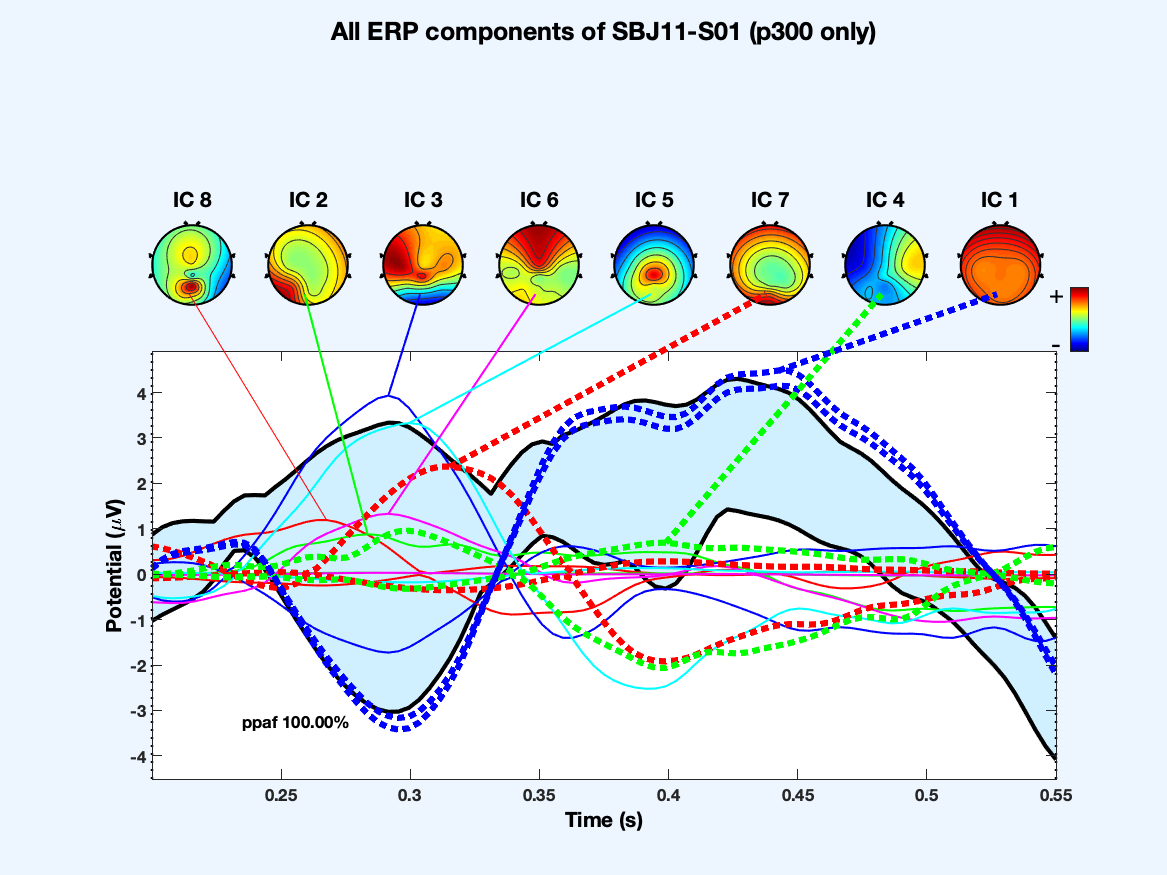 All ERP components of SBJ11-S01 (p300 only)
IC 8 IC 2 IC 3 IC 6 IC 5 IC 7 IC 4 IC 1
+
-
4
3
2
1
0
-1
-2
-3
-4
Potential (μV)
ppaf 100.00%
0.25 0.3 0.35 0.4 0.45 0.5 0.55
Time (s)